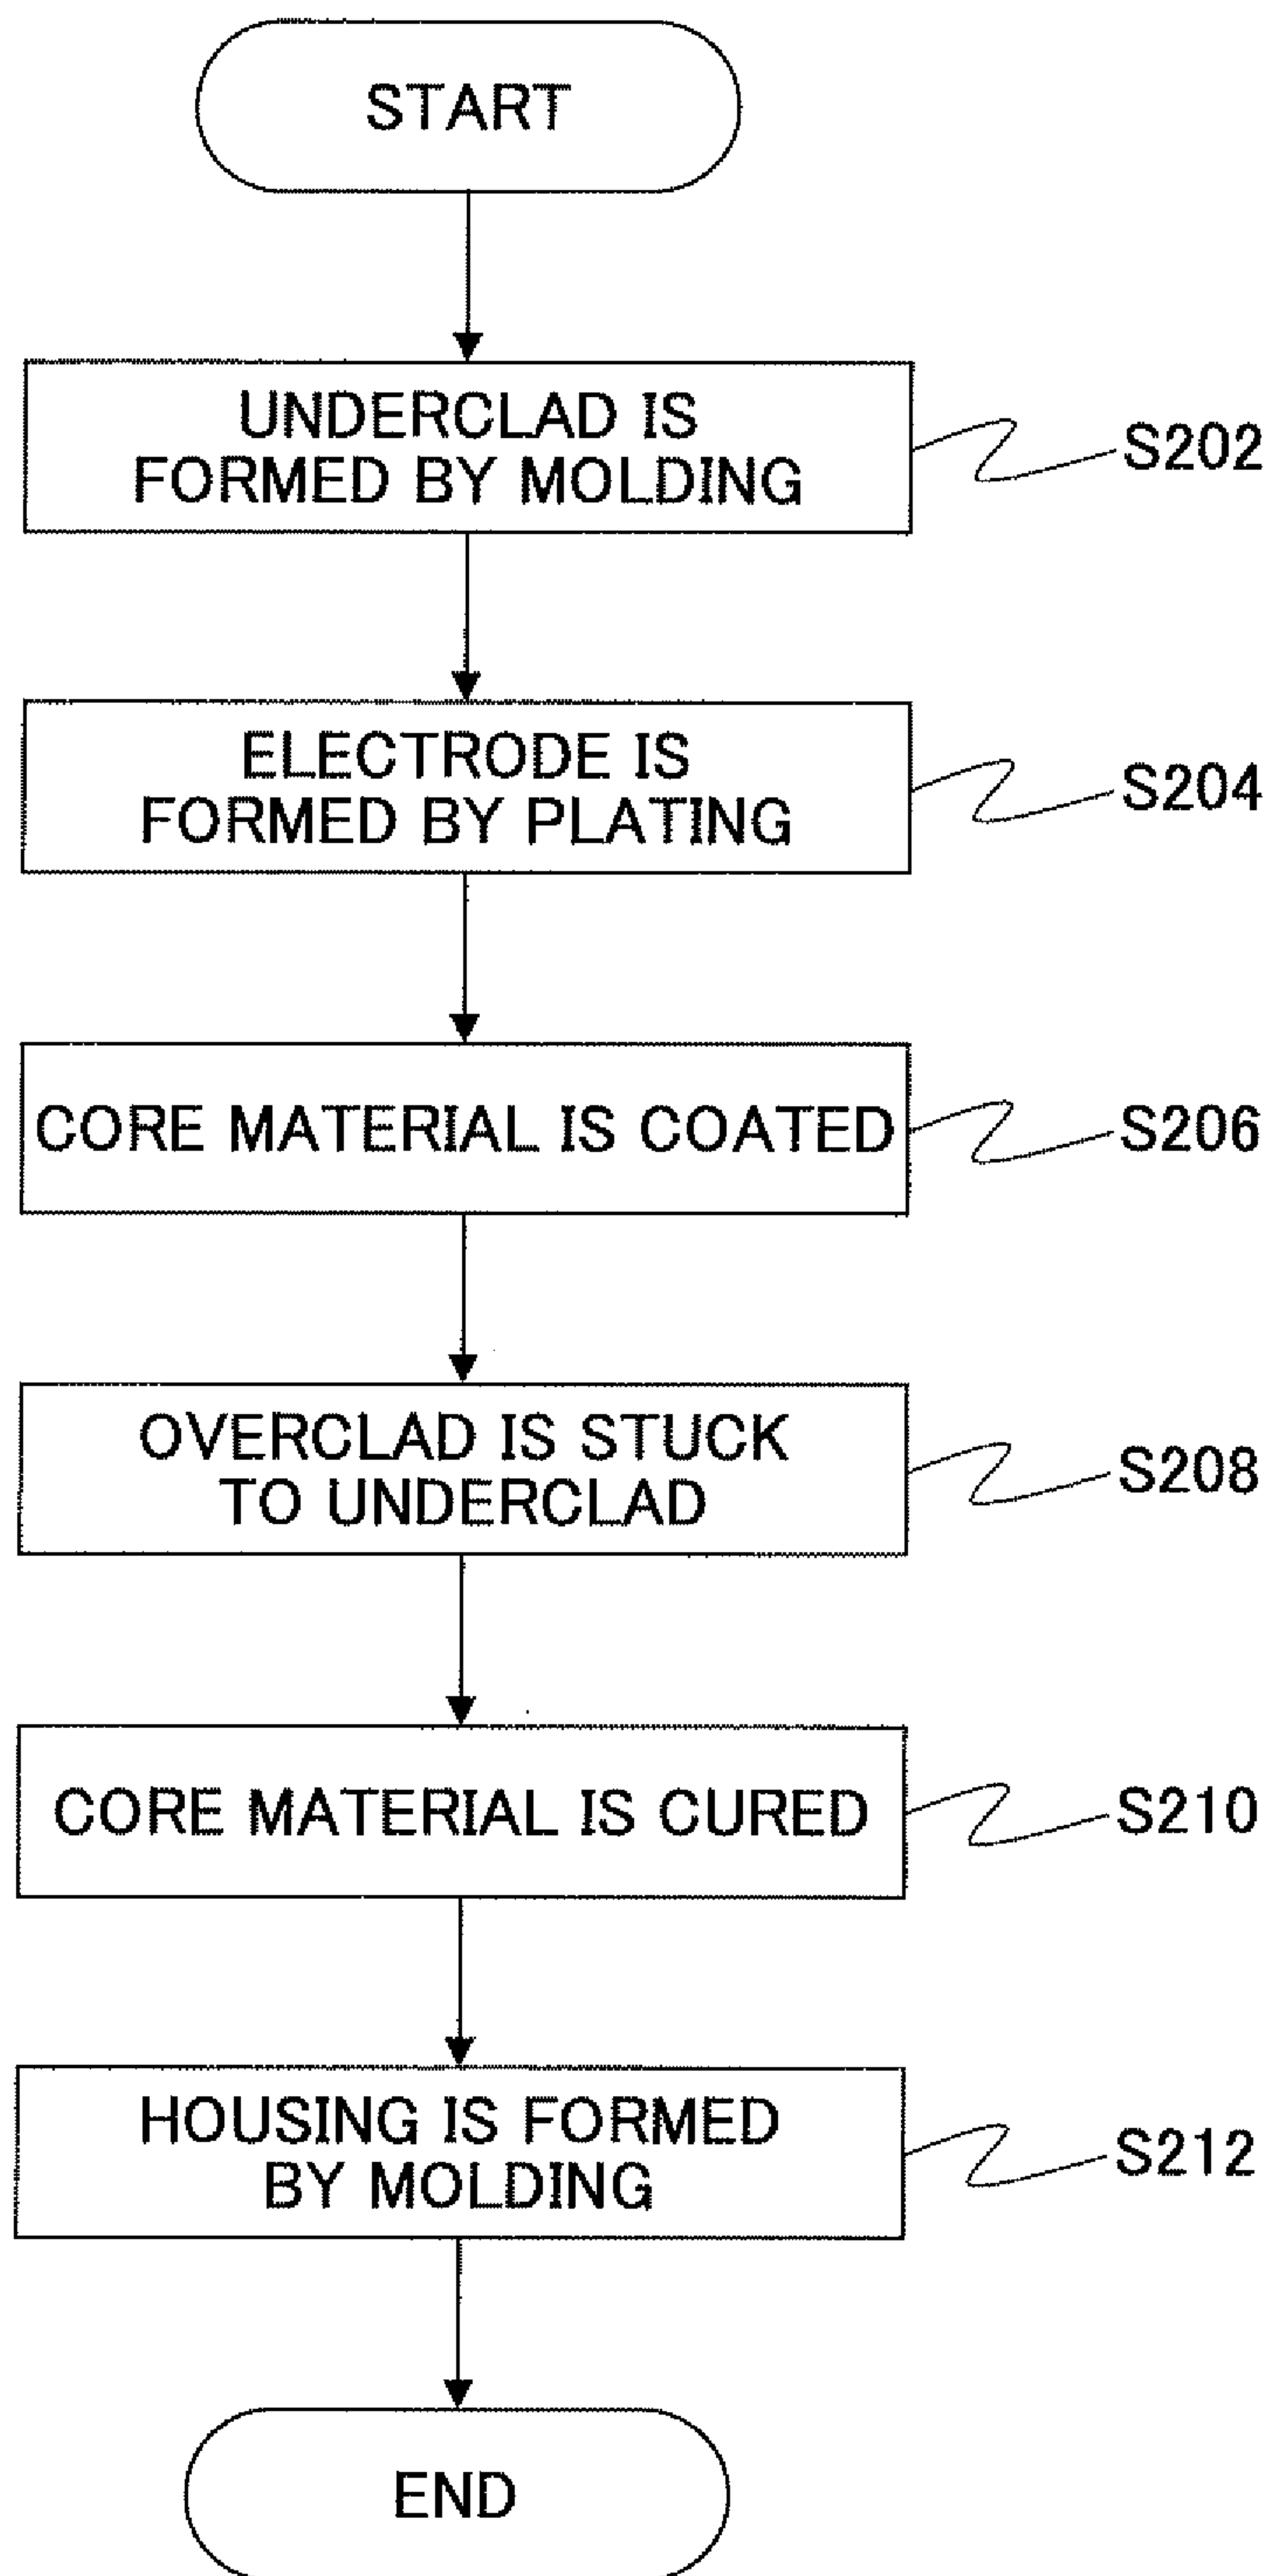 START
UNDERCLAD IS
FORMED BY MOLDING
S202
ELECTRODE IS
FORMED BY PLATING
S204
CORE MATERIAL IS COATED
S206
OVERCLAD IS STUCK
TO UNDERCLAD
S208
CORE MATERIAL IS CURED
S210
HOUSING IS FORMED
BY MOLDING
S212
END